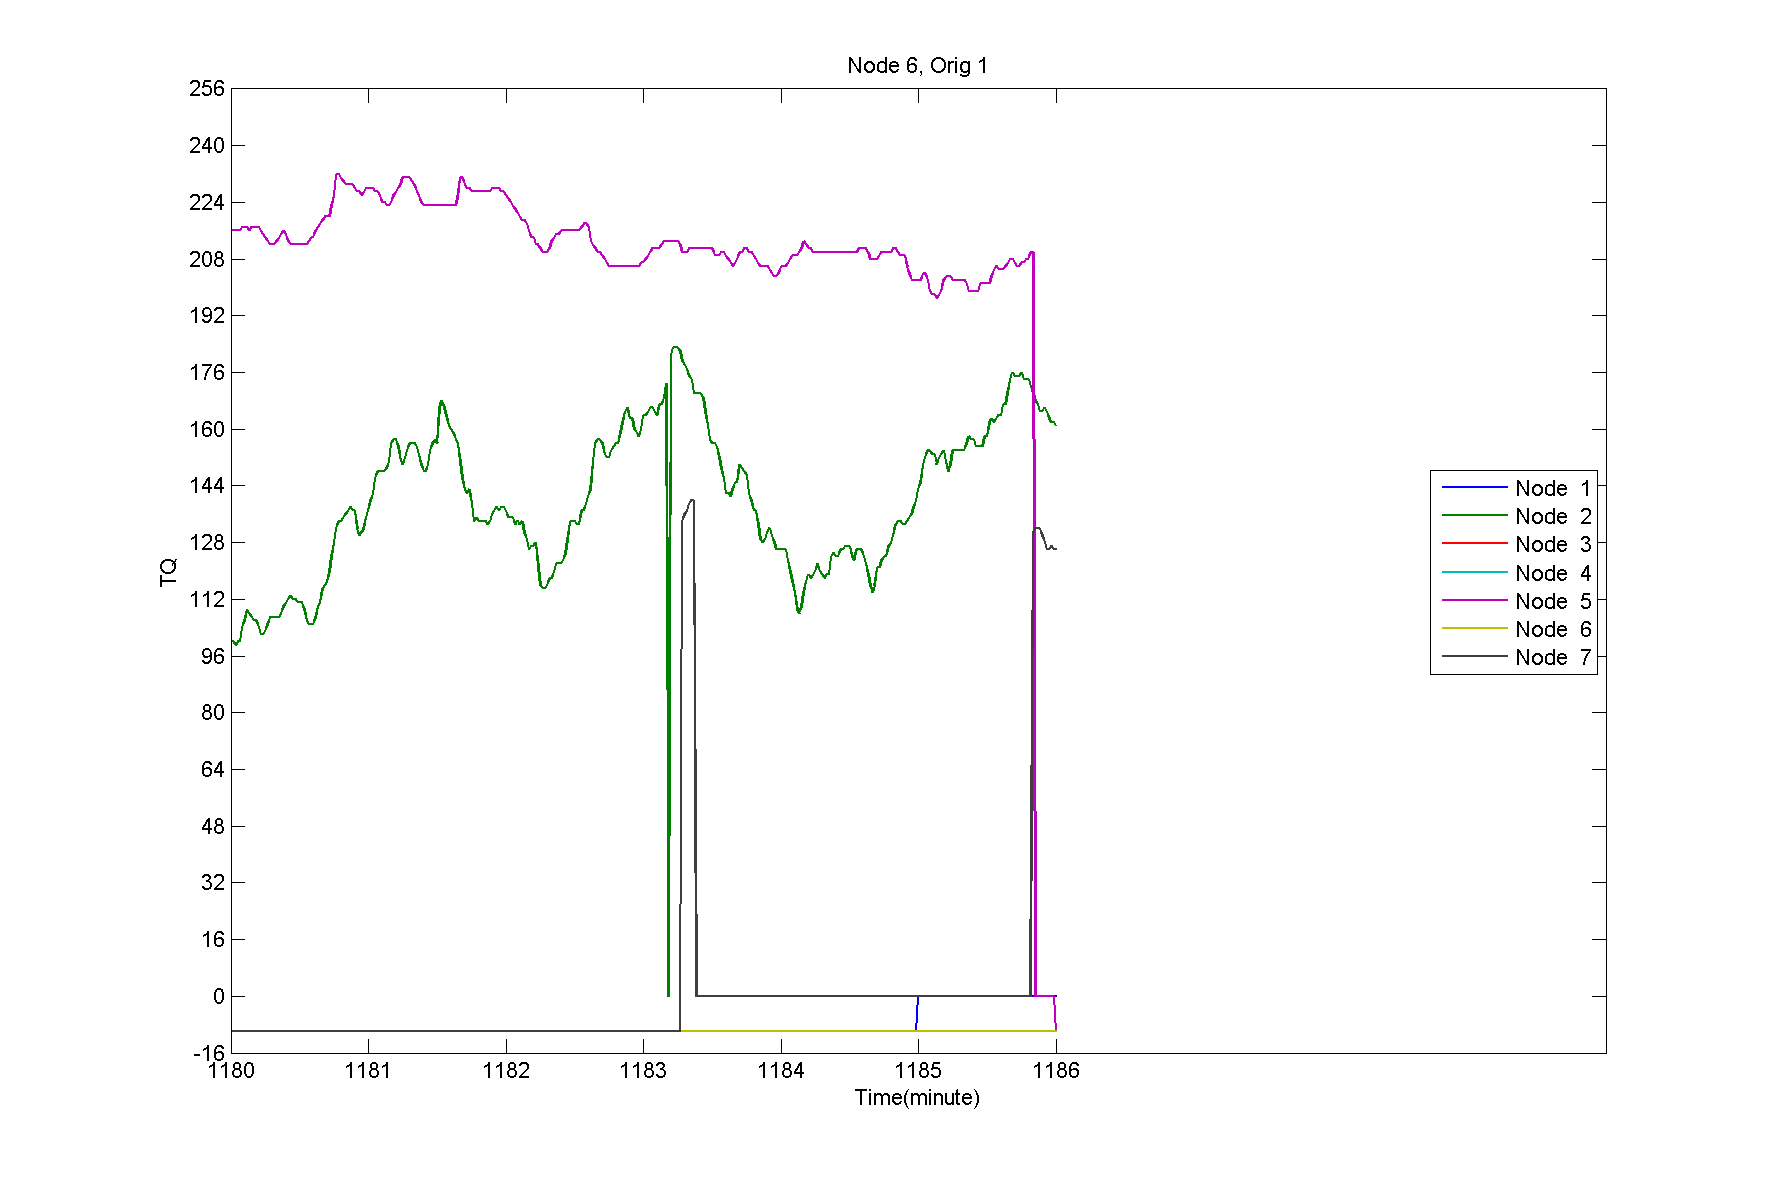 Node 6, Orig 1
256
240
224
208
192
176
160
144
128
112
96
80
64
48
32
16
0
-16
TQ
1180 1181 1182 1183 1184 1185 1186
Time(minute)
Node 1
Node 2
Node 3
Node 4
Node 5
Node 6
Node 7